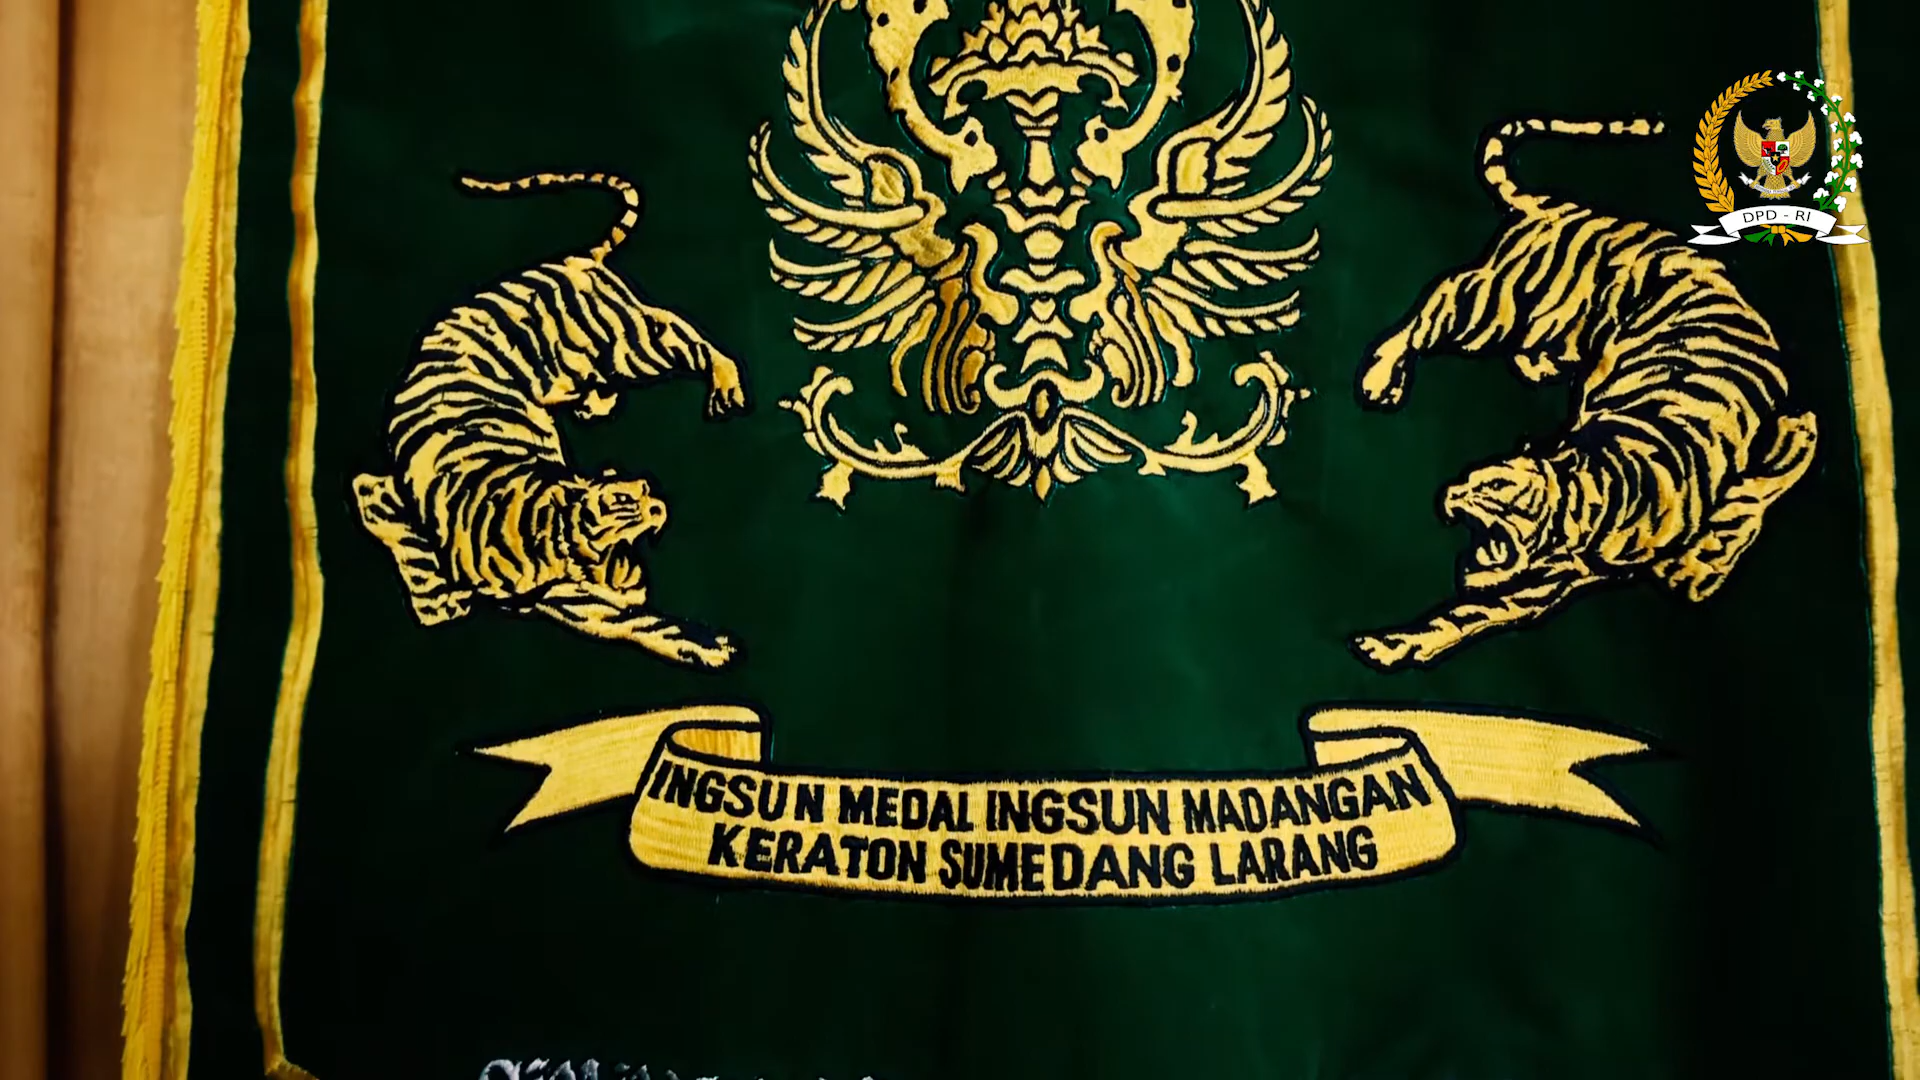 DPD - RI
INGSUN MEDAL INGSUN MADANGAN
KERATON SUMEDANG LARANG